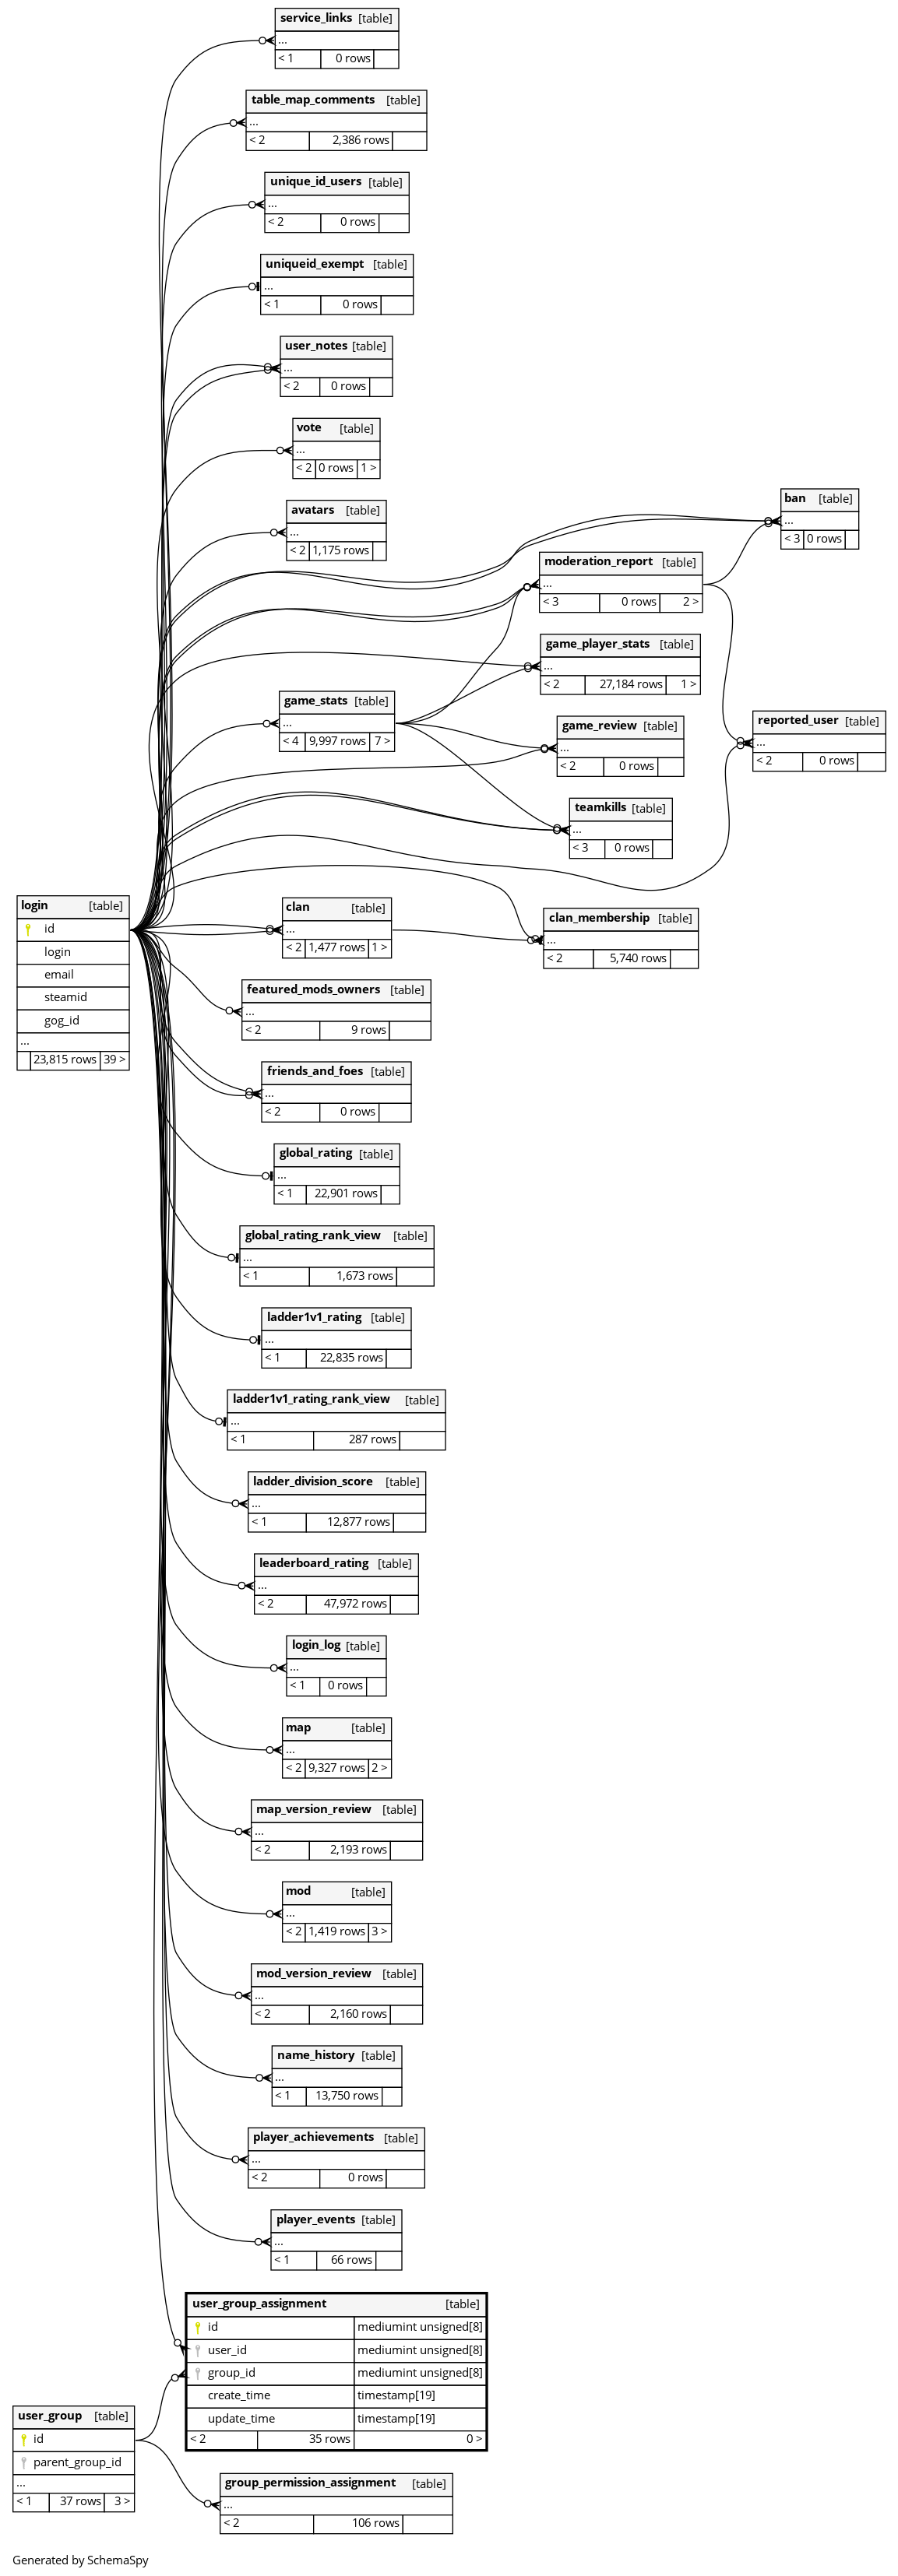 service_links [table]
...
< 1 0 rows
table_map_comments [table]
...
< 2 2,386 rows
unique_id_users [table]
...
< 2 0 rows
uniqueid_exempt [table]
...
< 1 0 rows
user_notes [table]
...
< 2 0 rows
vote [table]
...
< 2 0 rows 1 >
avatars [table]
...
< 2 1,175 rows
ban [table]
...
< 3 0 rows
moderation_report [table]
...
< 3 0 rows 2 >
game_player_stats [table]
...
< 2 27,184 rows 1 >
game_stats [table]
...
< 4 9,997 rows 7 >
game_review [table]
...
< 2 0 rows
reported_user [table]
...
< 2 0 rows
teamkills [table]
...
< 3 0 rows
login [table]
id
login
email
steamid
gog_id
...
23,815 rows 39 >
clan [table]
...
< 2 1,477 rows 1 >
clan_membership [table]
...
< 2 5,740 rows
featured_mods_owners [table]
...
< 2 9 rows
friends_and_foes [table]
...
< 2 0 rows
global_rating [table]
...
< 1 22,901 rows
global_rating_rank_view [table]
...
< 1 1,673 rows
ladder1v1_rating [table]
...
< 1 22,835 rows
ladder1v1_rating_rank_view [table]
...
< 1 287 rows
ladder_division_score [table]
...
< 1 12,877 rows
leaderboard_rating [table]
...
< 2 47,972 rows
login_log [table]
...
< 1 0 rows
map [table]
...
< 2 9,327 rows 2 >
map_version_review [table]
...
< 2 2,193 rows
mod [table]
...
< 2 1,419 rows 3 >
mod_version_review [table]
...
< 2 2,160 rows
name_history [table]
...
< 1 13,750 rows
player_achievements [table]
...
< 2 0 rows
player_events [table]
...
< 1 66 rows
user_group_assignment [table]
id mediumint unsigned[8]
user_id mediumint unsigned[8]
group_id mediumint unsigned[8]
create_time timestamp[19]
update_time timestamp[19]
< 2 35 rows 0 >
user_group [table]
id
parent_group_id
...
< 1 37 rows 3 >
group_permission_assignment [table]
...
< 2 106 rows
Generated by SchemaSpy